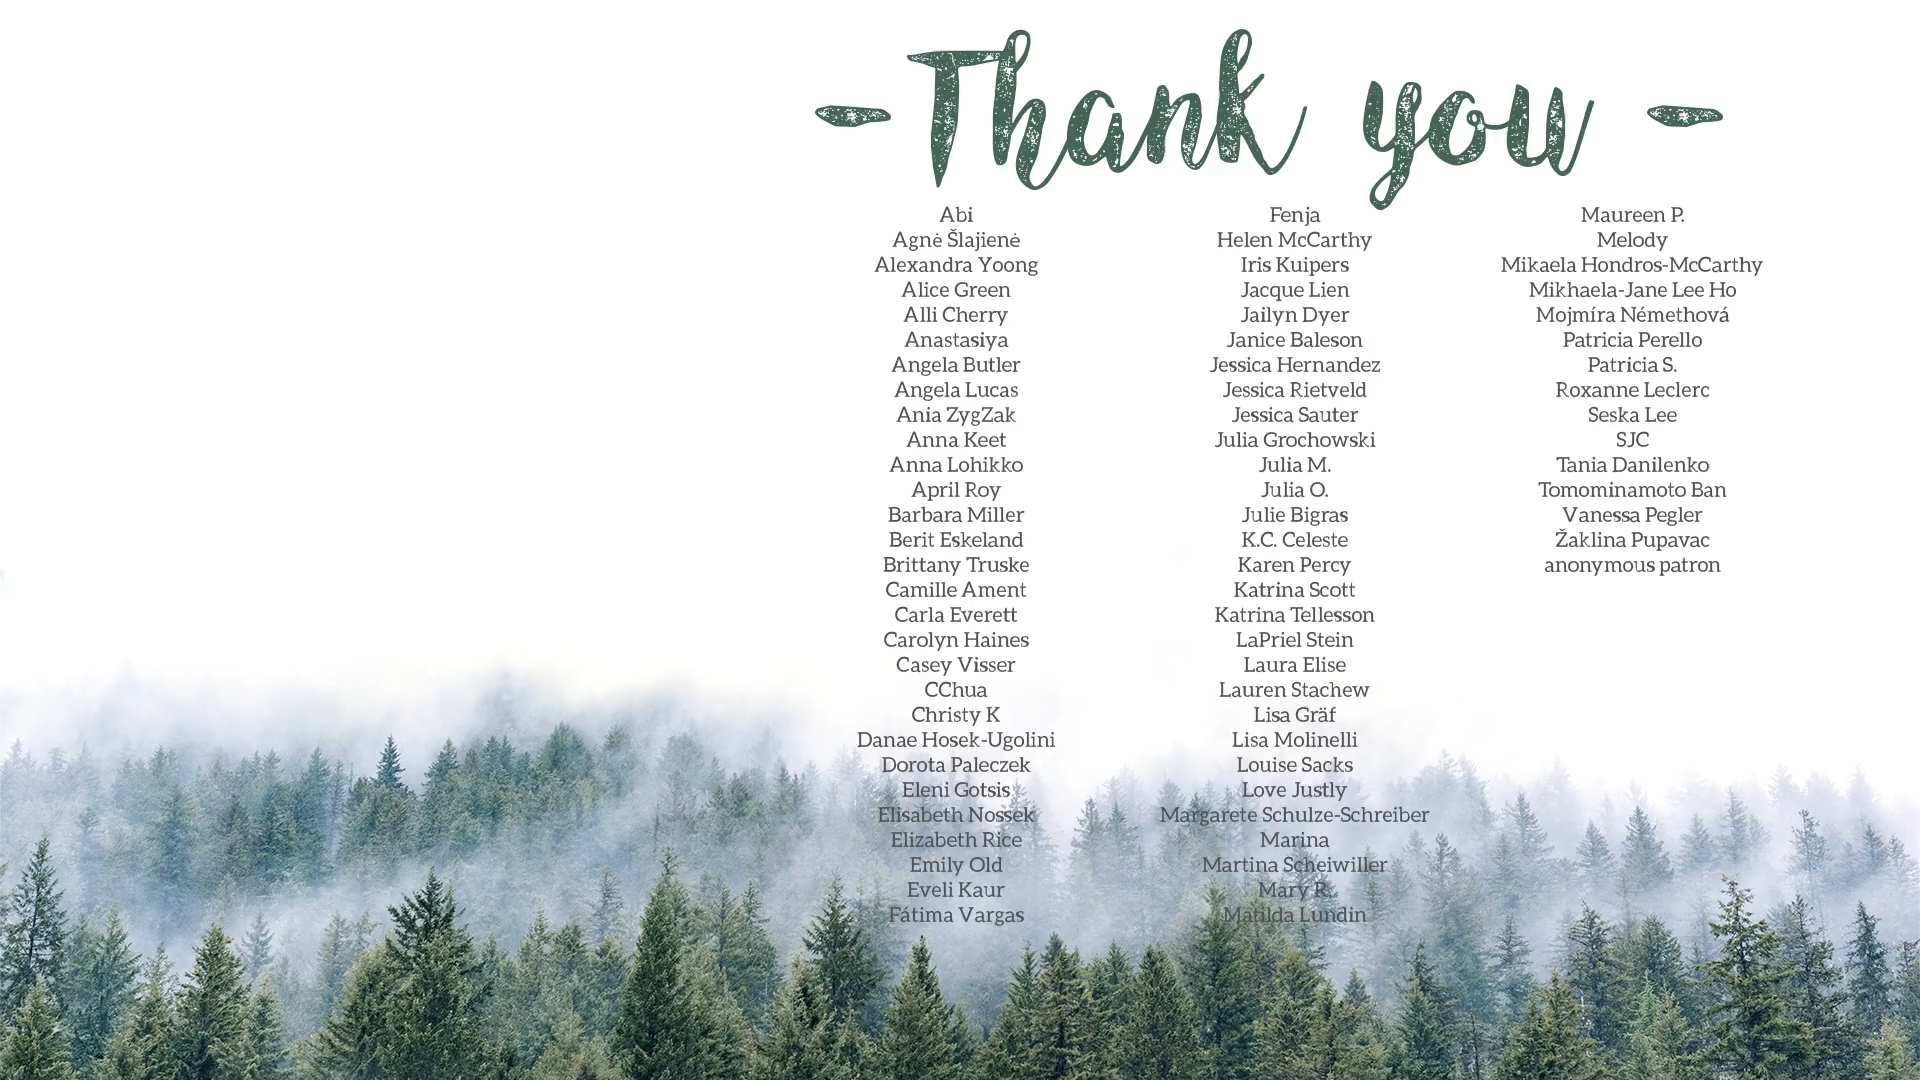 - Thank you -
Abi
Agnė Šlajienė
Alexandra Yoong
Alice Green
Alli Cherry
Anastasiya
Angela Butler
Angela Lucas
Ania ZygZak
Anna Keet
Anna Lohikko
April Roy
Barbara Miller
Berit Eskeland
Brittany Truske
Camille Ament
Carla Everett
Carolyn Haines
Casey Visser
CChua
Christy K
Danae Hosek-Ugolini
Dorota Paleczek
Eleni Gotsis
Elisabeth Nossek
Elizabeth Rice
Emily Old
Eveli Kaur
Fátima Vargas
Fenja
Helen McCarthy
Iris Kuipers
Jacque Lien
Jailyn Dyer
Janice Baleson
Jessica Hernandez
Jessica Rietveld
Jessica Sauter
Julia Grochowski
Julia M.
Julia O.
Julie Bigras
K.C. Celeste
Karen Percy
Katrina Scott
Katrina Tellesson
LaPriel Stein
Laura Elise
Lauren Stachew
Lisa Gräf
Lisa Molinelli
Louise Sacks
Love Justly
Margarete Schulze-Schreiber
Marina
Martina Scheiwiller
Mary R.
Matilda Lundin
Maureen P.
Melody
Mikaela Hondros-McCarthy
Mikhaela-Jane Lee Ho
Mojmíra Némethová
Patricia Perello
Patricia S.
Roxanne Leclerc
Seska Lee
SJC
Tania Danilenko
Tomominamoto Ban
Vanessa Pegler
Žaklina Pupavac
anonymous patron